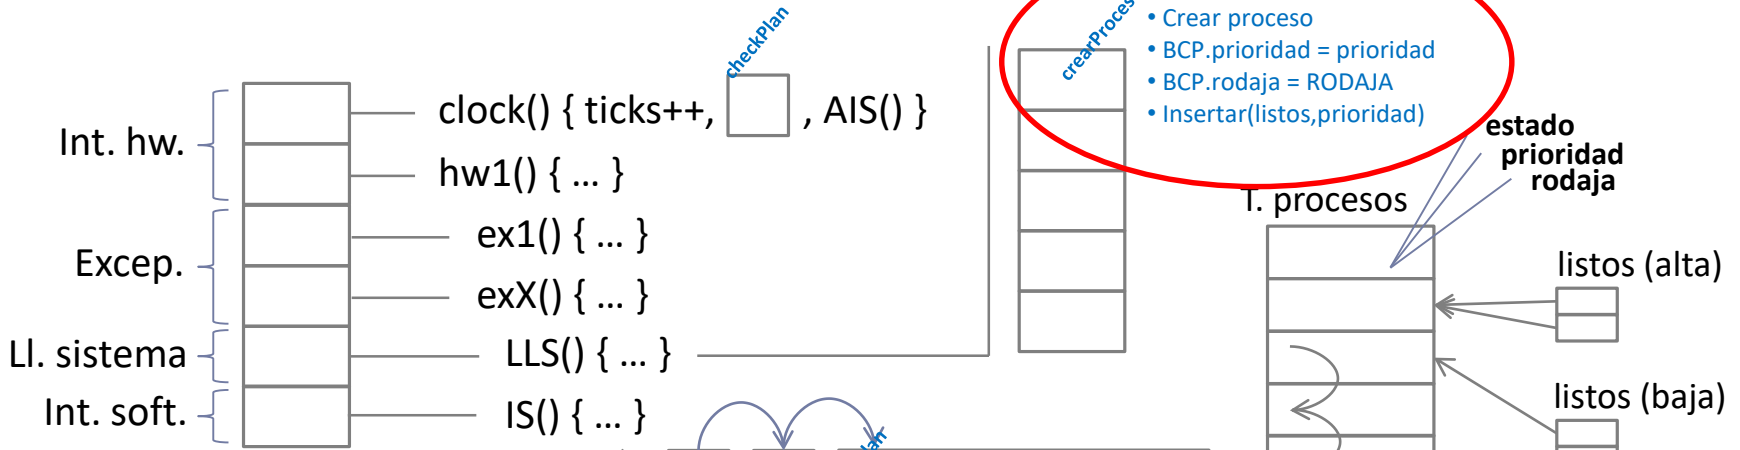 checkPlan
crearProces
• Crear proceso
• BCP.prioridad = prioridad
• BCP.rodaja = RODAJA
• Insertar(listos,prioridad)
Int. hw.
clock() { ticks++, , AIS() }
hw1() { ... }
estado
prioridad
rodaja
T. procesos
Excep.
ex1() { ... }
exX() { ... }
listos (alta)
Ll. sistema
LLS() { ... }
Int. soft.
IS() { ... }
listos (baja)